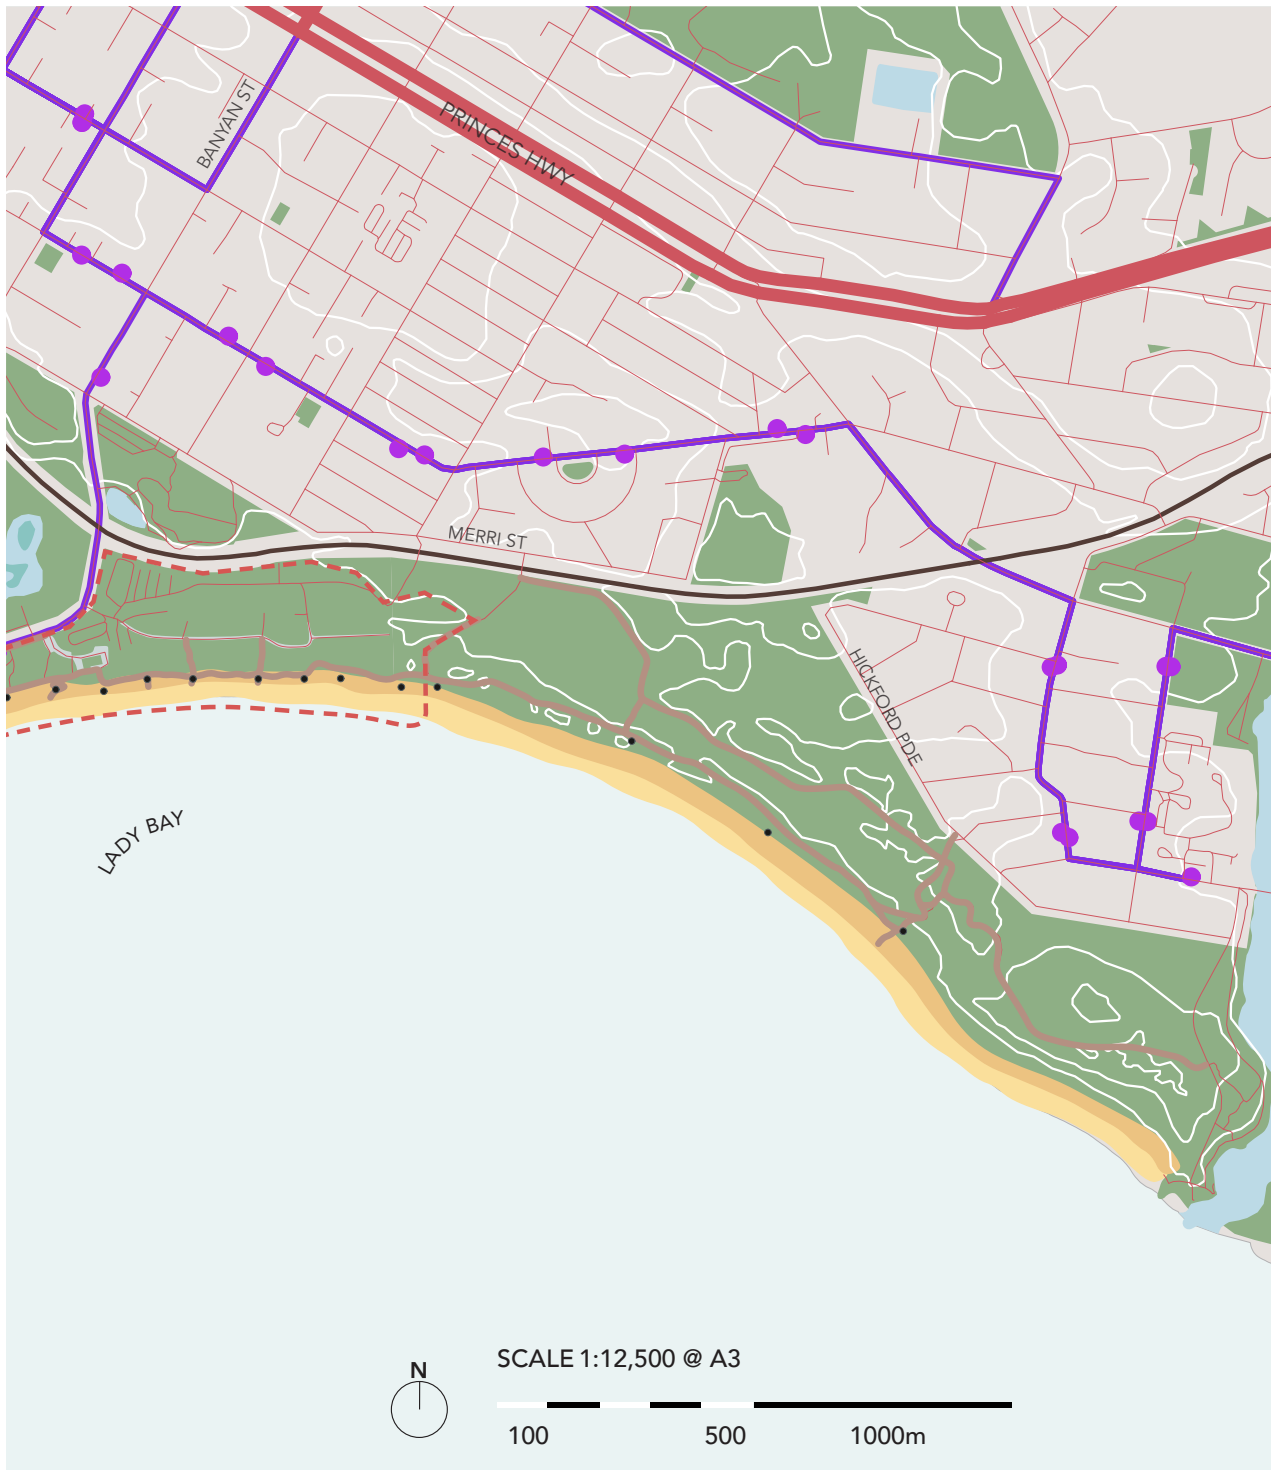 BANYAN ST
PRINCES HWY
MERRI ST
HICKFORD PDE
LADY BAY
SCALE 1:12,500 @ A3
N
100 500 1000m